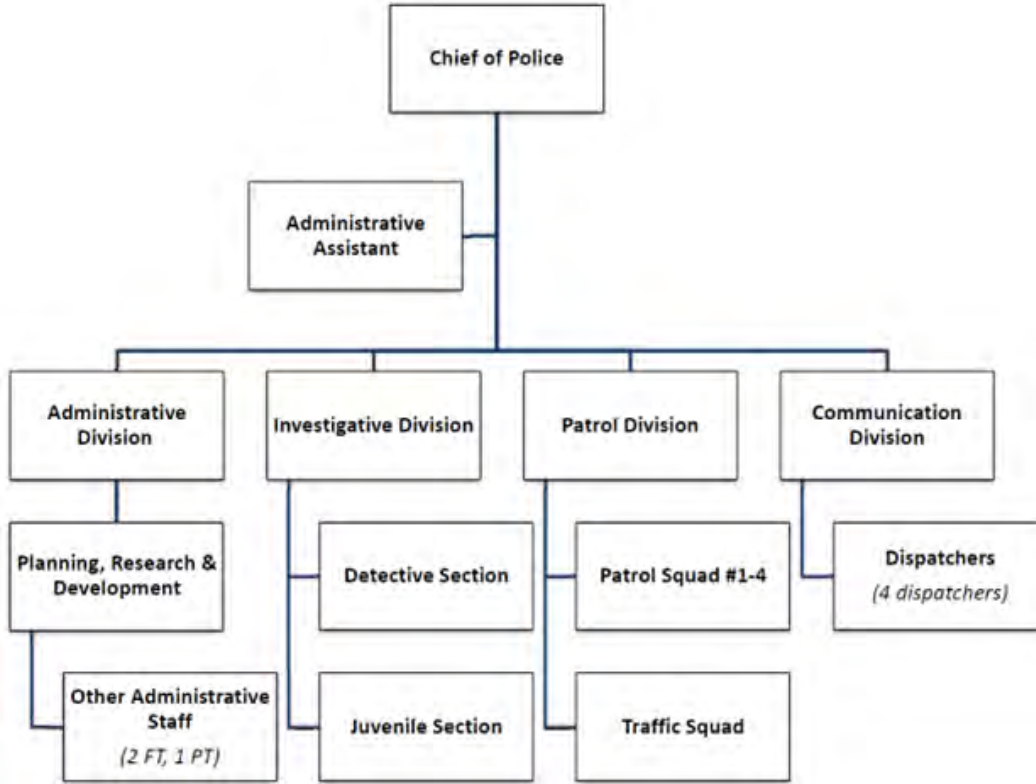 Chief of Police
Administrative
Assistant
Administrative
Division
Investigative Division
Patrol Division
Communication
Division
Planning, Research &
Development
Detective Section
Patrol Squad #1-4
Dispatchers
(4 dispatchers)
Other Administrative
Staff
(2 FT, 1 PT)
Juvenile Section
Traffic Squad